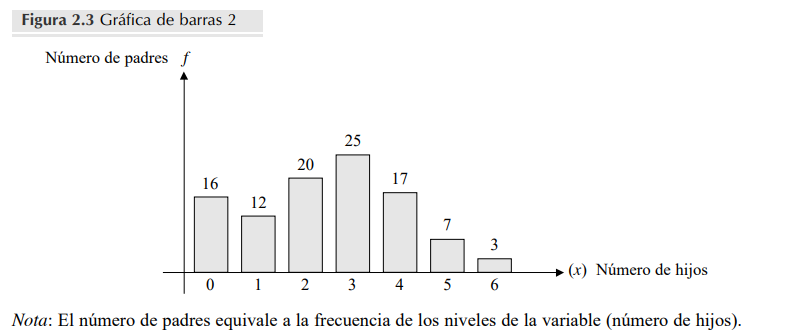 Figura 2.3 Gráfica de barras 2
Número de padres f
25
20
16
17
12
7
3
(x) Número de hijos
0 1 2 3 4 5 6
Nota: El número de padres equivale a la frecuencia de los niveles de la variable (número de hijos).